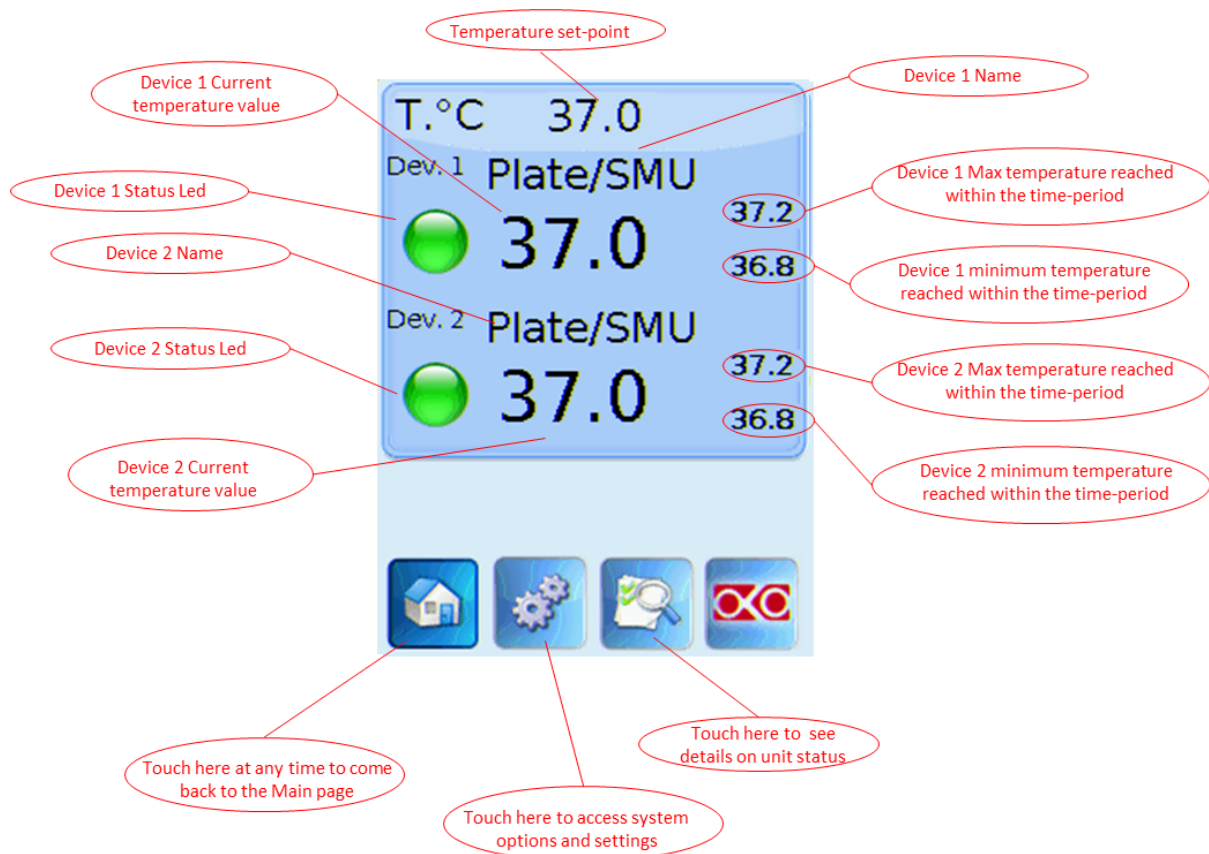 Temperature set-point
Device 1 Current
temperature value
Device 1 Name
T.°C 37.0
Dev. 1 Plate/SMU
Device 1 Status Led
Device 1 Max temperature reached
within the time-period
37.2
37.0
Device 2 Name
36.8
Device 1 minimum temperature
reached within the time-period
Dev. 2 Plate/SMU
Device 2 Status Led
37.2
Device 2 Max temperature reached
within the time-period
37.0
36.8
Device 2 Current
temperature value
Device 2 minimum temperature
reached within the time-period
Touch here to see
details on unit status
Touch here at any time to come
back to the Main page
Touch here to access system
options and settings